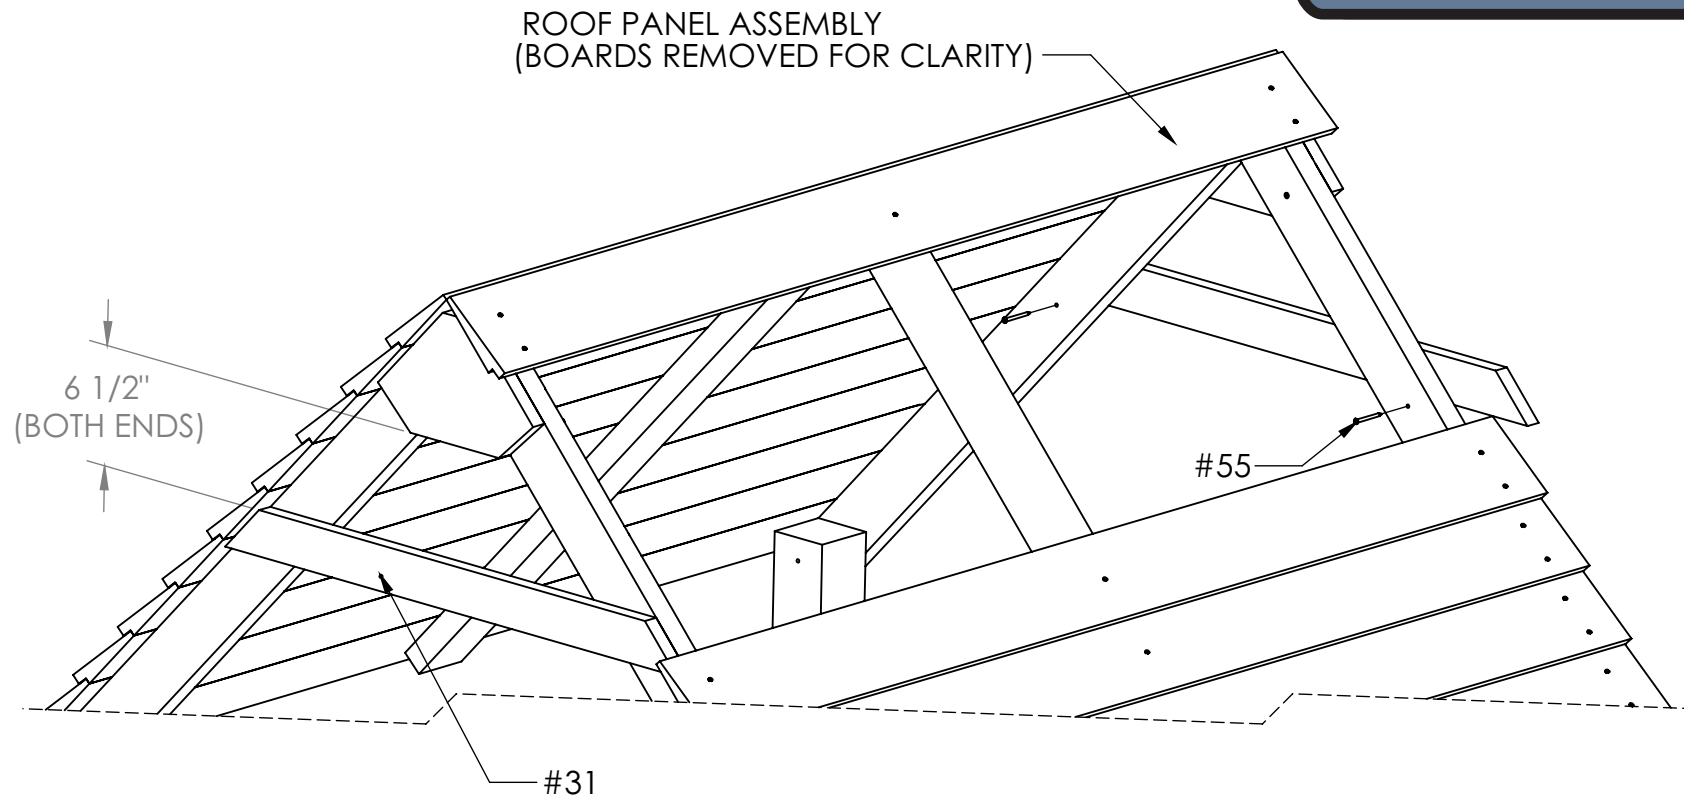 ROOF PANEL ASSEMBLY
(BOARDS REMOVED FOR CLARITY)
6 1/2"
(BOTH ENDS)
#55
#31